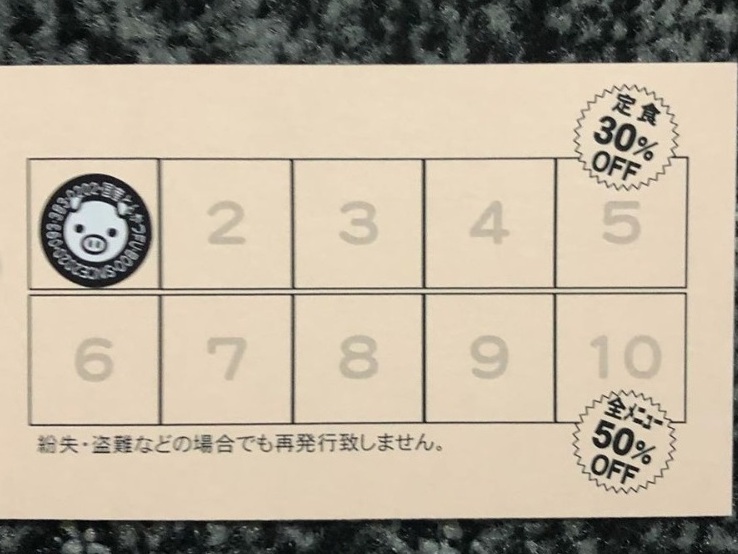 定食
30%
OFF
2 3 4 5
6 7 8 9 10
全メニュー
50%
OFF
紛失・盗難などの場合でも再発行致しません。